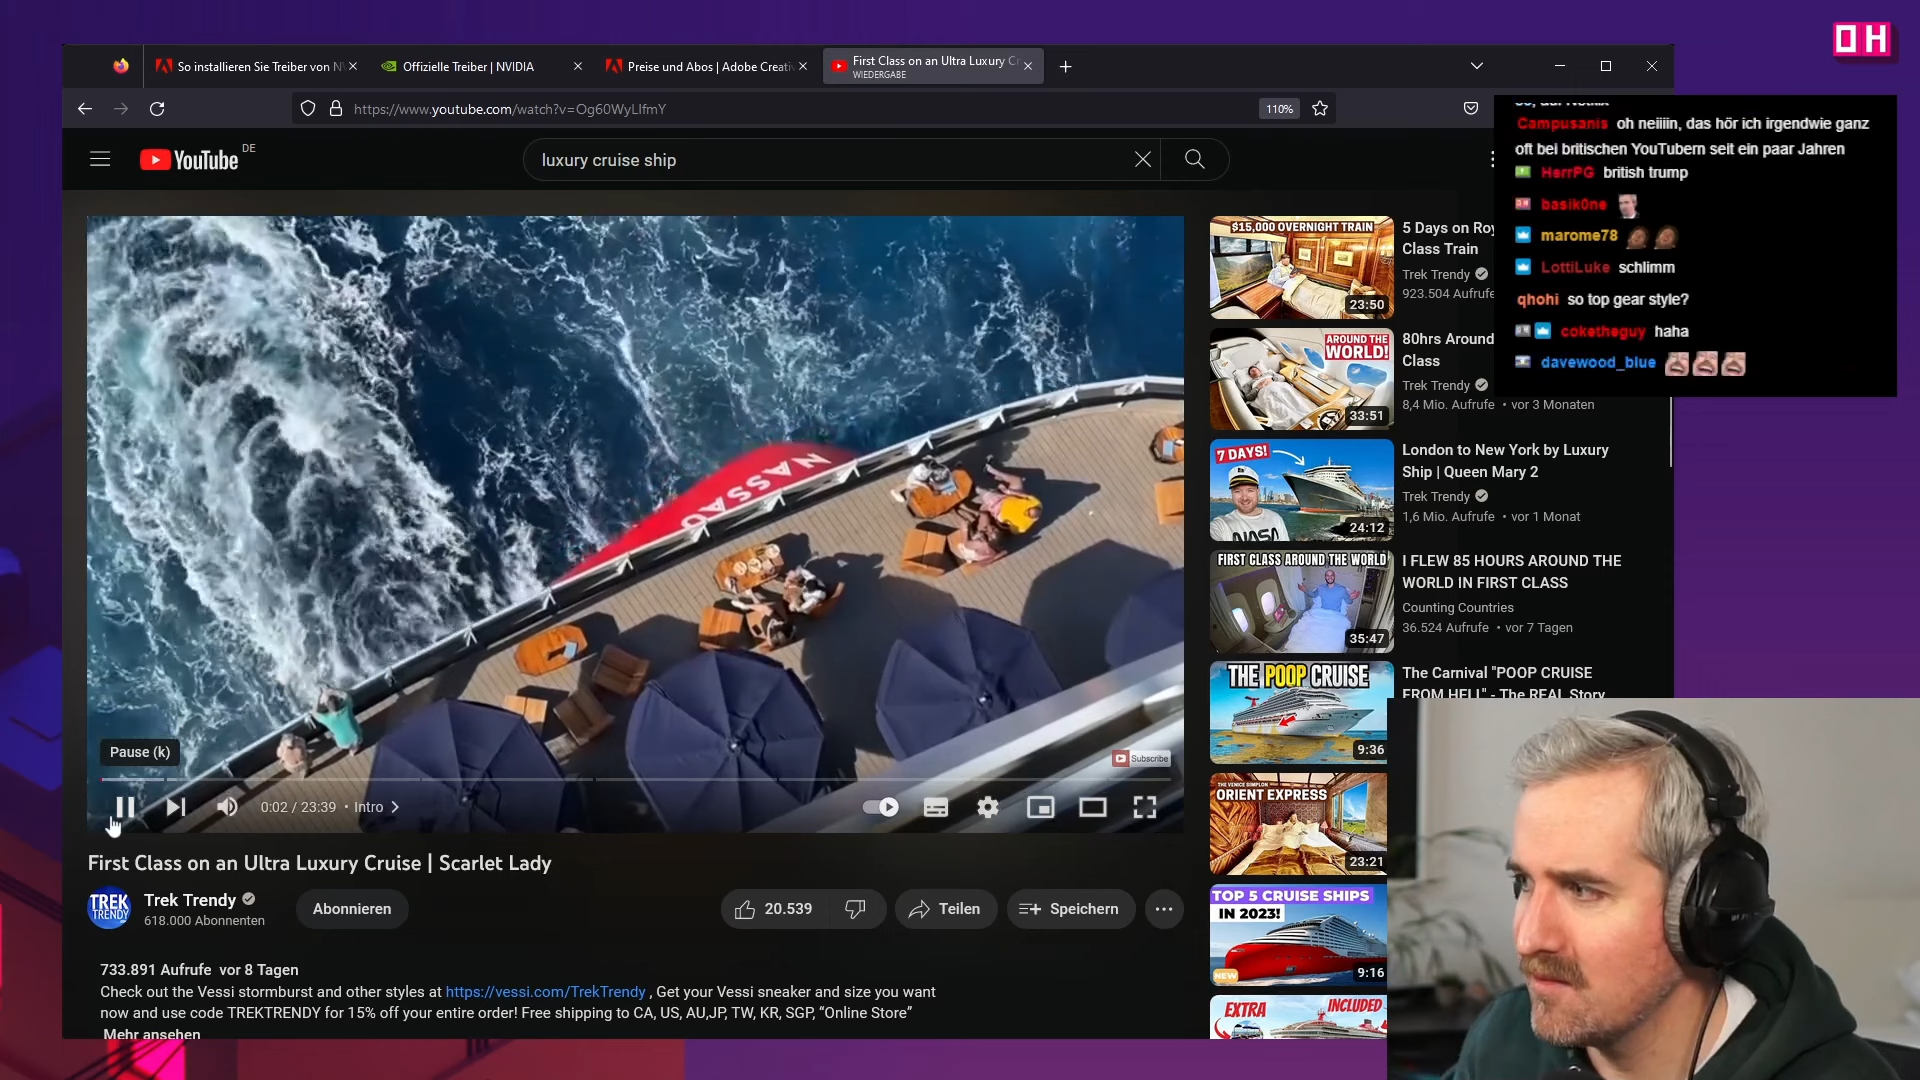 OH
So installieren Sie Treiber von NV
Offizielle Treiber | NVIDIA
Preise und Abos | Adobe Creativ
First Class on an Ultra Luxury Cr
WIEDERGABE
https://www.youtube.com/watch?v=Og60WyLIfmY
110%
YouTube DE
luxury cruise ship
Campusanis oh neiiiin, das hör ich irgendwie ganz
oft bei britischen YouTubern seit ein paar Jahren
HerrPG british trump
basik0ne
marome78
LottiLuke schlimm
qhohi so top gear style?
coketheguy haha
davewood_blue
NASSAU
Subscribe
Pause (k)
0:02 / 23:39 • Intro
First Class on an Ultra Luxury Cruise | Scarlet Lady
TREK
TRENDY
Trek Trendy
618.000 Abonnenten
Abonnieren
20.539
Teilen
Speichern
733.891 Aufrufe vor 8 Tagen
Check out the Vessi stormburst and other styles at https://vessi.com/TrekTrendy , Get your Vessi sneaker and size you want
now and use code TREKTRENDY for 15% off your entire order! Free shipping to CA, US, AU,JP, TW, KR, SGP, “Online Store”
Mehr ansehen
$15,000 OVERNIGHT TRAIN
23:50
5 Days on Roy
Class Train
Trek Trendy
923.504 Aufrufe
AROUND THE
WORLD!
33:51
80hrs Around
Class
Trek Trendy
8,4 Mio. Aufrufe • vor 3 Monaten
7 DAYS!
NASA
24:12
London to New York by Luxury
Ship | Queen Mary 2
Trek Trendy
1,6 Mio. Aufrufe • vor 1 Monat
FIRST CLASS AROUND THE WORLD
35:47
I FLEW 85 HOURS AROUND THE
WORLD IN FIRST CLASS
Counting Countries
36.524 Aufrufe • vor 7 Tagen
THE POOP CRUISE
9:36
The Carnival "POOP CRUISE
FROM HELL" - The REAL Story
THE VENICE SIMPLON
ORIENT EXPRESS
23:21
TOP 5 CRUISE SHIPS
IN 2023!
NEW
9:16
EXTRA
INCLUDED